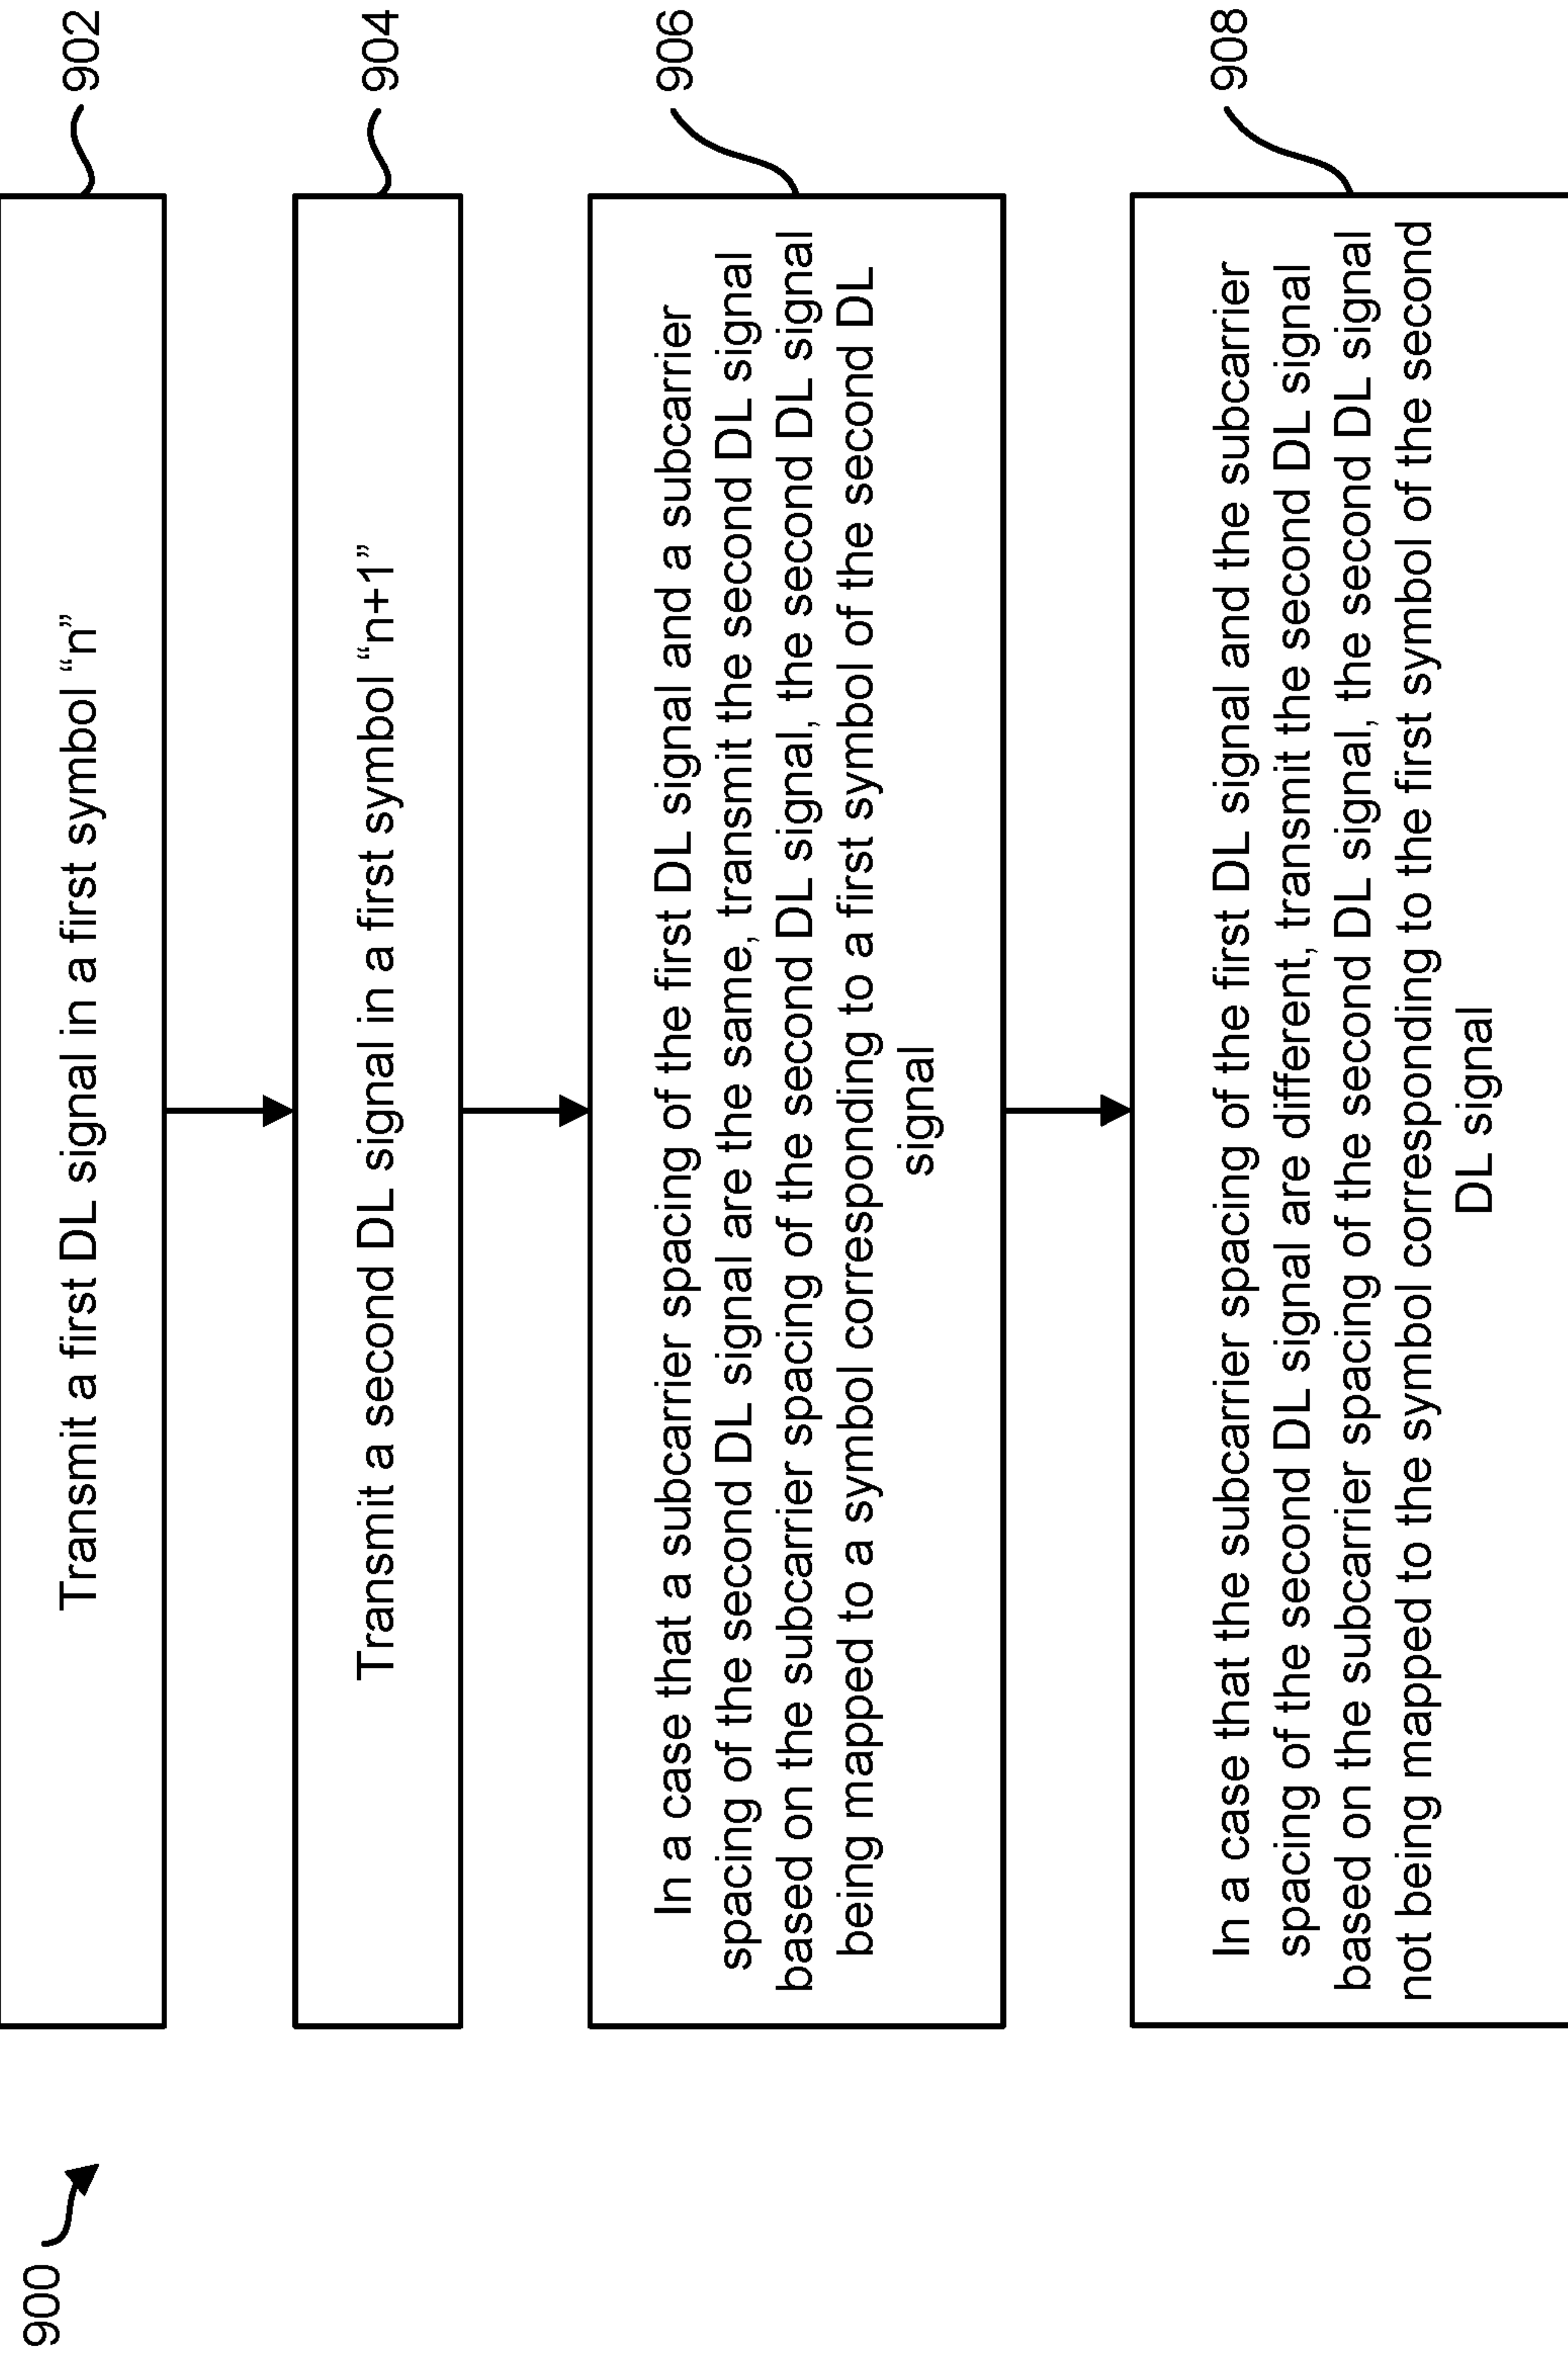 900
Transmit a first DL signal in a first symbol “n”
902
Transmit a second DL signal in a first symbol “n+1”
904
In a case that a subcarrier spacing of the first DL signal and a subcarrier
spacing of the second DL signal are the same, transmit the second DL signal
based on the subcarrier spacing of the second DL signal, the second DL signal
being mapped to a symbol corresponding to a first symbol of the second DL
signal
906
In a case that the subcarrier spacing of the first DL signal and the subcarrier
spacing of the second DL signal are different, transmit the second DL signal
based on the subcarrier spacing of the second DL signal, the second DL signal
not being mapped to the symbol corresponding to the first symbol of the second
DL signal
908